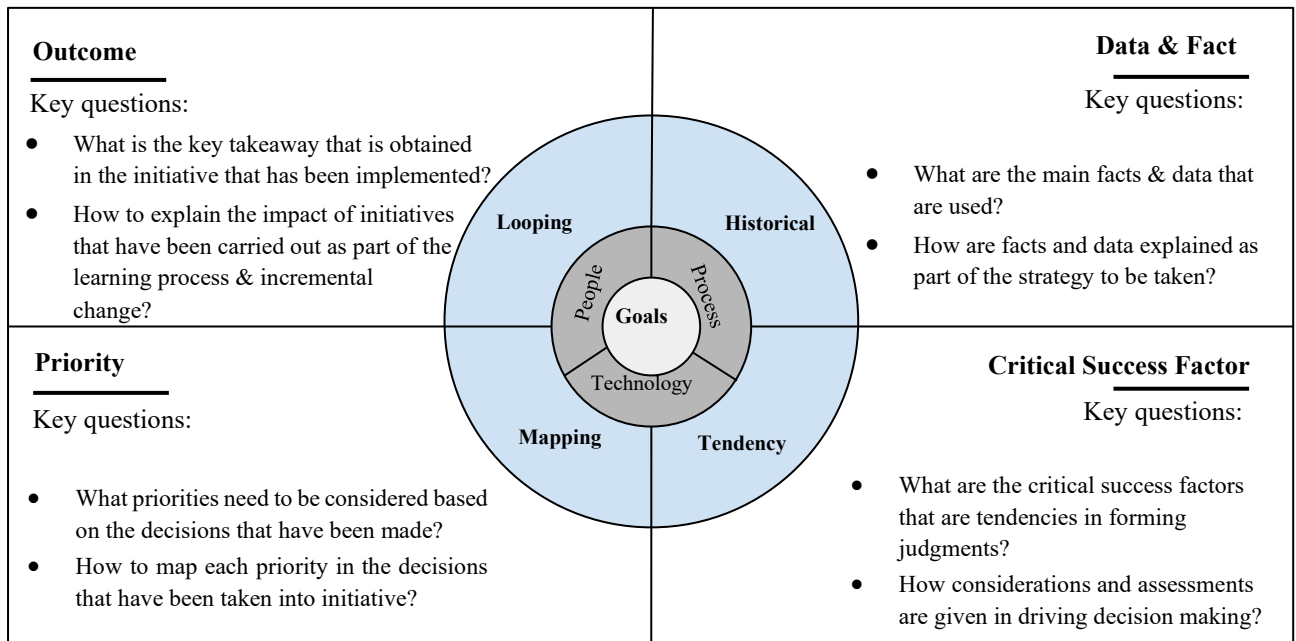 Outcome
Key questions:
● What is the key takeaway that is obtained
in the initiative that has been implemented?
● How to explain the impact of initiatives
that have been carried out as part of the
learning process & incremental
change?
Data & Fact
Key questions:
● What are the main facts & data that
are used?
● How are facts and data explained as
part of the strategy to be taken?
Looping
Historical
People
Process
Goals
Technology
Mapping
Tendency
Priority
Key questions:
● What priorities need to be considered based
on the decisions that have been made?
● How to map each priority in the decisions
that have been taken into initiative?
Critical Success Factor
Key questions:
● What are the critical success factors
that are tendencies in forming
judgments?
● How considerations and assessments
are given in driving decision making?